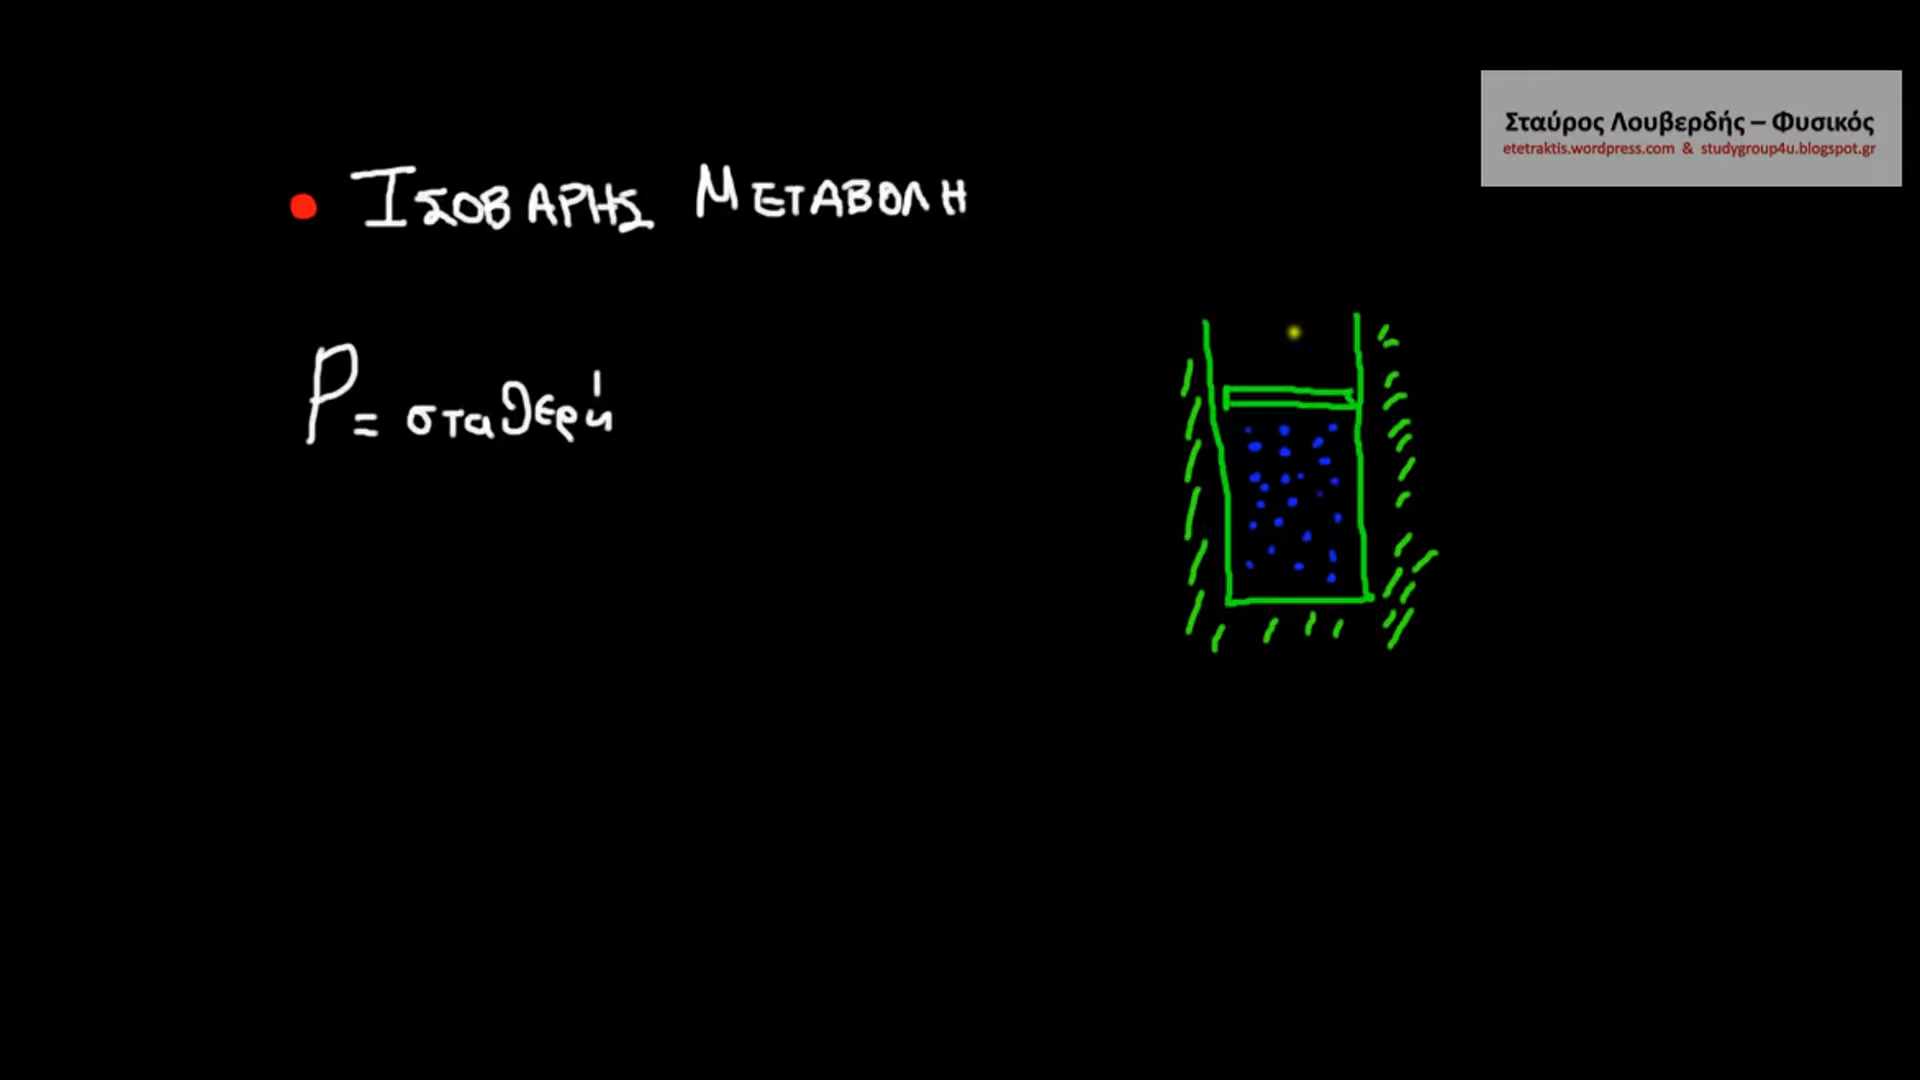 Σταύρος Λουβερδής – Φυσικός
etetraktis.wordpress.com & studygroup4u.blogspot.gr
• ΙΣΟΒΑΡΗΣ ΜΕΤΑΒΟΛΗ
P = σταθερή